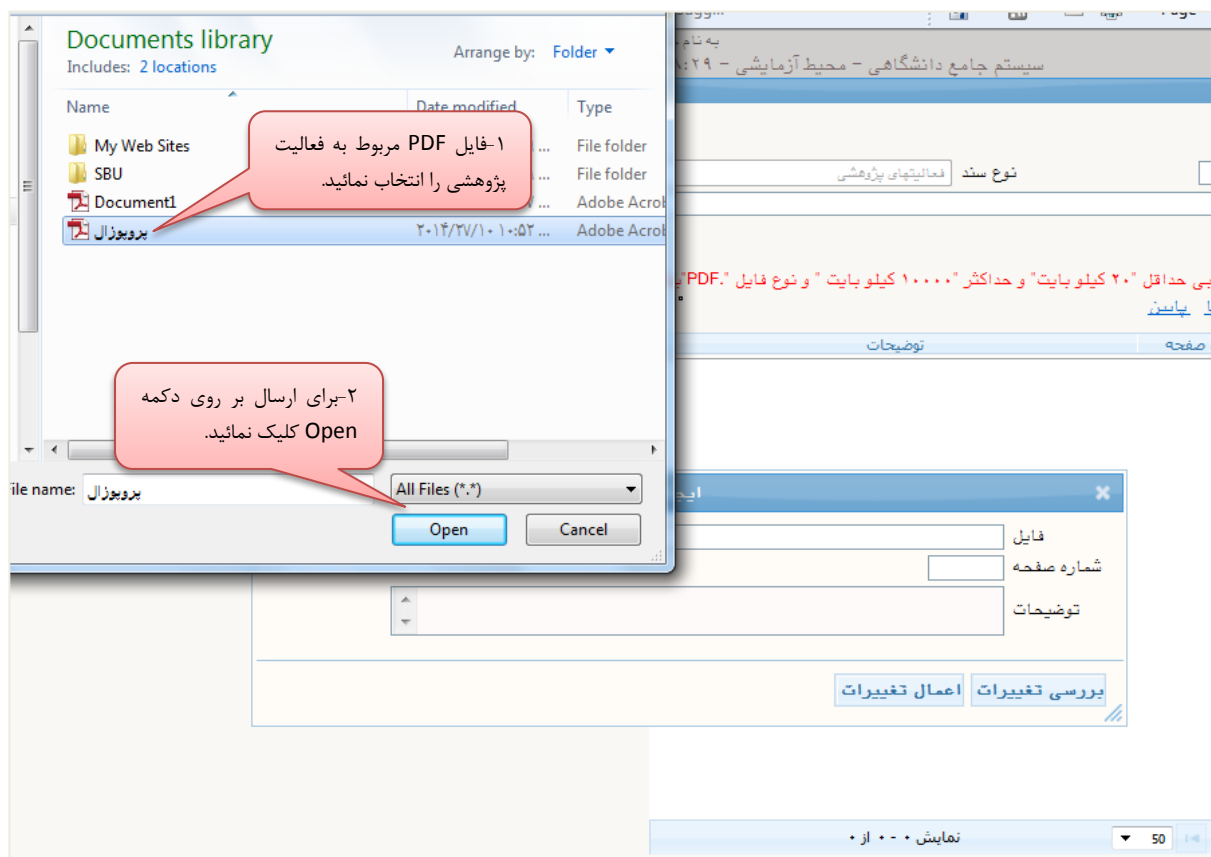 Page
Documents library
Includes: 2 locations
Arrange by: Folder
به نام
سیستم جامع دانشگاهی - محیط آزمایشی - ۸:۲۹
Name
Date modified
Type
My Web Sites
... File folder
SBU
... File folder
Document1
... Adobe Acrob
پروپوزال
۲۰۱۴/۲۷/۱۰ ۱۰:۵۲ ...
Adobe Acrob
۱-فایل PDF مربوط به فعالیت
پژوهشی را انتخاب نمائید.
نوع سند
فعالیتهای پژوهشی
حداقل "۲۰ کیلو بایت" و حداکثر "۱۰۰۰۰ کیلو بایت " و نوع فایل ".PDF"
پایین
صفحه
توضیحات
۲-برای ارسال بر روی دکمه
Open کلیک نمائید.
ile name:
پروپوزال
All Files (*.*)
Open
Cancel
ایج
فایل
شماره صفحه
توضیحات
بررسی تغییرات
اعمال تغییرات
نمایش ۰ - ۰ از ۰
50